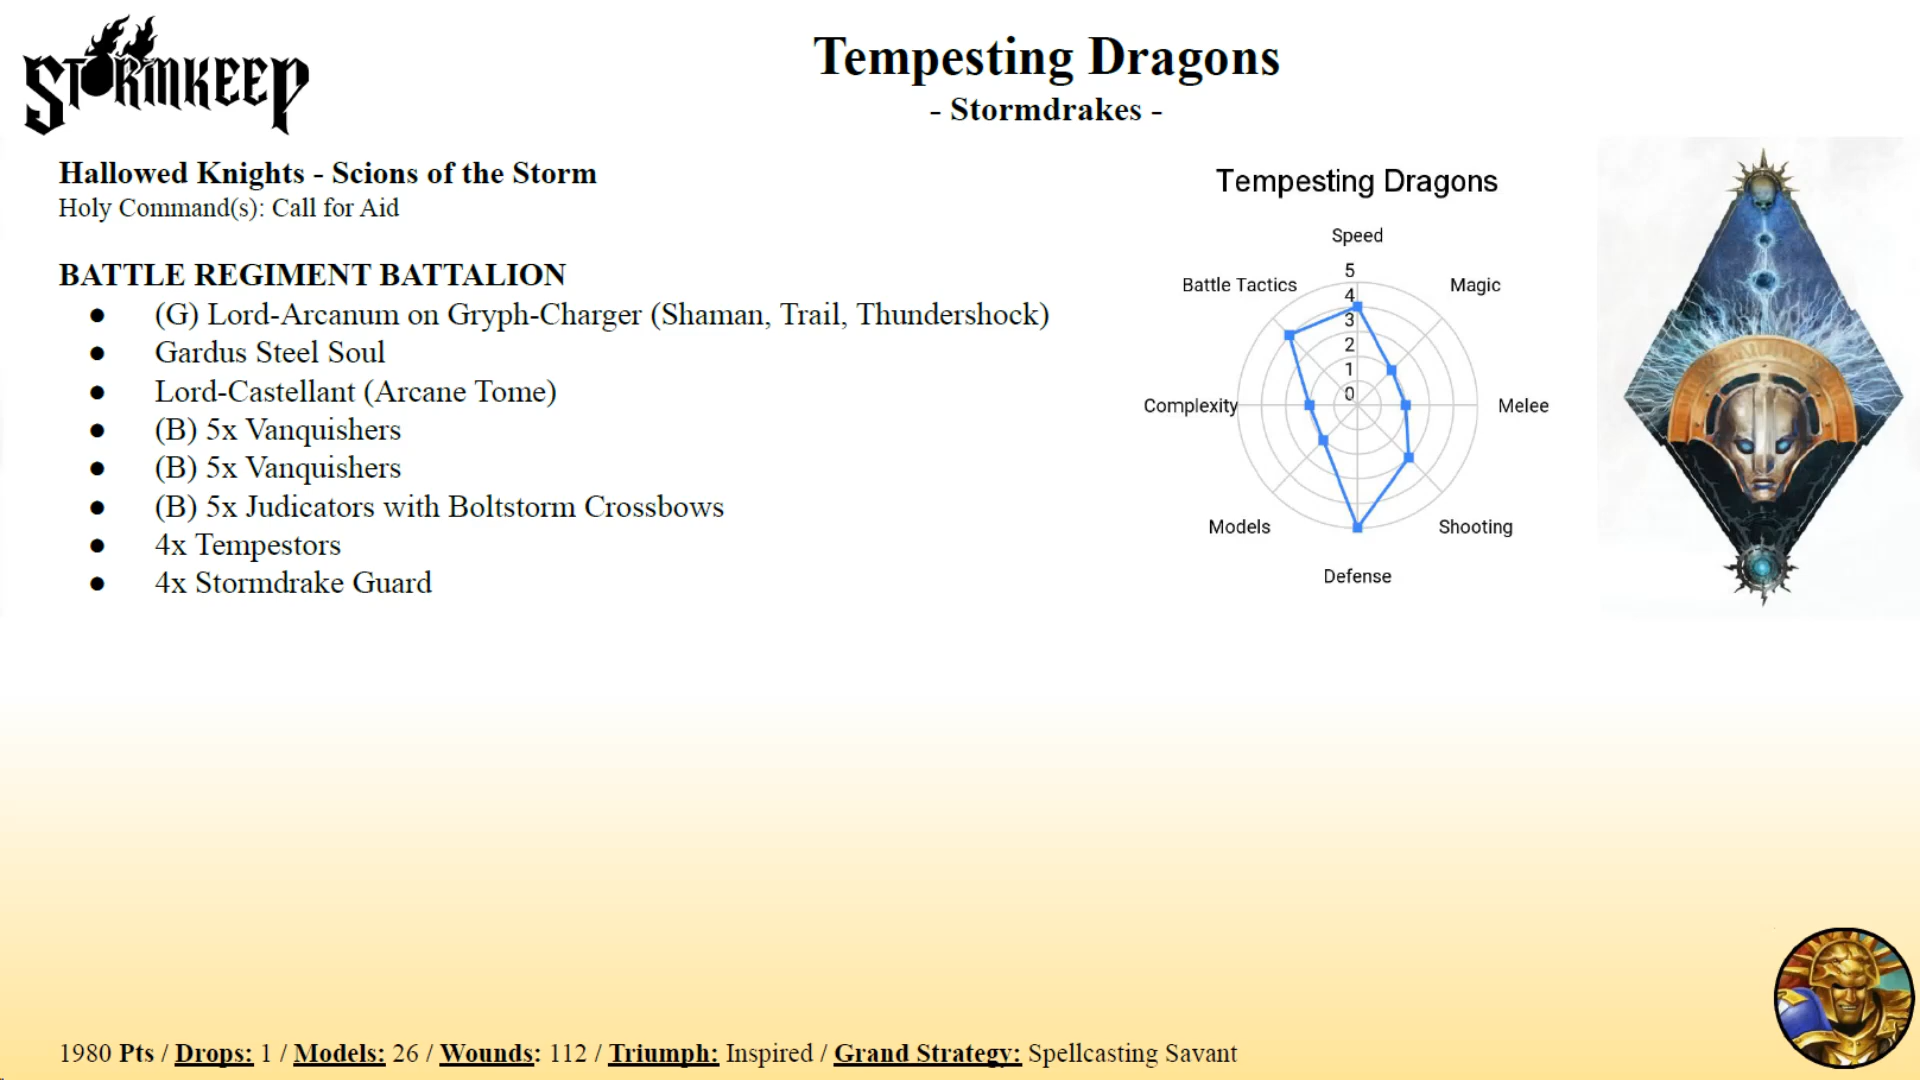 STORMKEEP
Tempesting Dragons
- Stormdrakes -
Hallowed Knights - Scions of the Storm
Holy Command(s): Call for Aid
BATTLE REGIMENT BATTALION
● (G) Lord-Arcanum on Gryph-Charger (Shaman, Trail, Thundershock)
● Gardus Steel Soul
● Lord-Castellant (Arcane Tome)
● (B) 5x Vanquishers
● (B) 5x Vanquishers
● (B) 5x Judicators with Boltstorm Crossbows
● 4x Tempestors
● 4x Stormdrake Guard
Tempesting Dragons
Speed
Battle Tactics
Magic
5
4
3
2
1
0
Complexity
Melee
Models
Shooting
Defense
1980 Pts / Drops: 1 / Models: 26 / Wounds: 112 / Triumph: Inspired / Grand Strategy: Spellcasting Savant